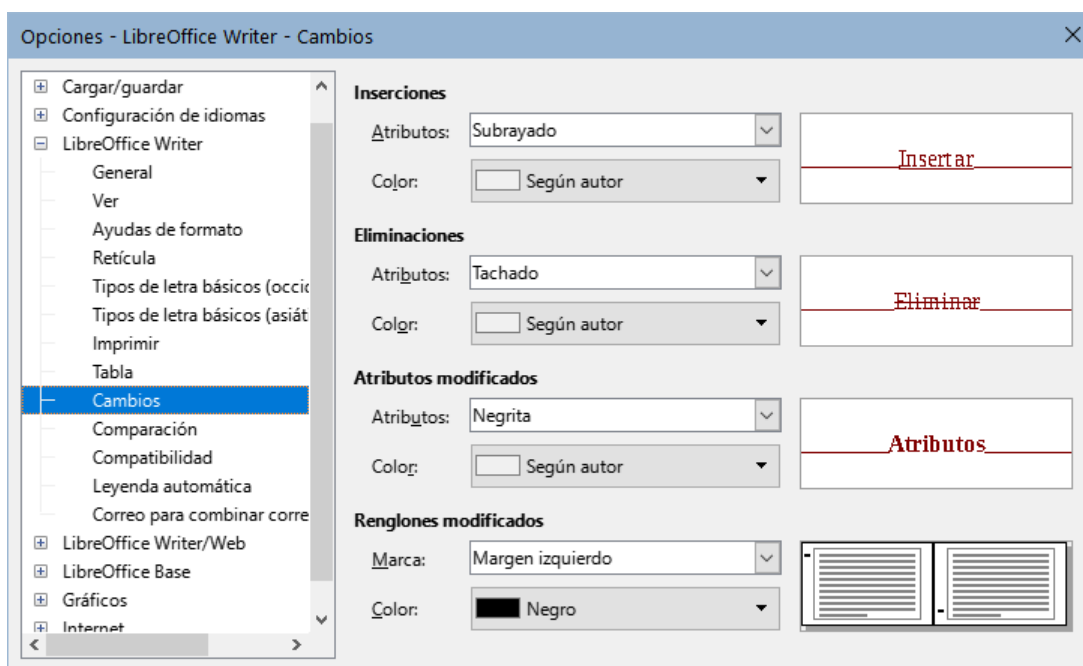 Opciones - LibreOffice Writer - Cambios
Cargar/guardar
Configuración de idiomas
LibreOffice Writer
General
Ver
Ayudas de formato
Retícula
Tipos de letra básicos (occid
Tipos de letra básicos (asiát
Imprimir
Tabla
Cambios
Comparación
Compatibilidad
Leyenda automática
Correo para combinar corre
LibreOffice Writer/Web
LibreOffice Base
Gráficos
Internet
Inserciones
Atributos: Subrayado
Insertar
Color: Según autor
Eliminaciones
Atributos: Tachado
Eliminar
Color: Según autor
Atributos modificados
Atributos: Negrita
Atributos
Color: Según autor
Renglones modificados
Marca: Margen izquierdo
Color: Negro